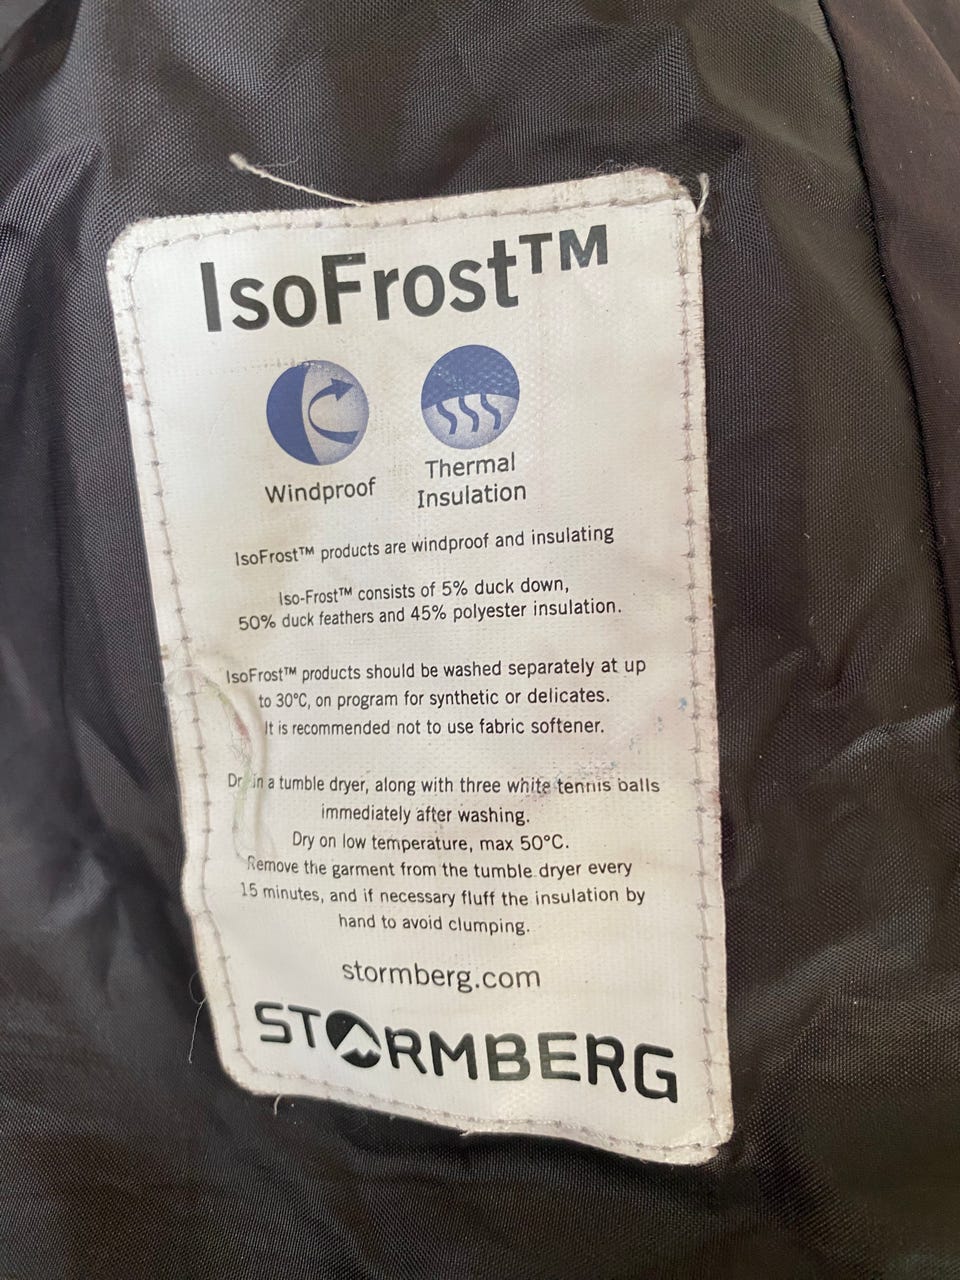 IsoFrost™
Windproof
Thermal
Insulation
IsoFrost™ products are windproof and insulating
Iso-Frost™ consists of 5% duck down,
50% duck feathers and 45% polyester insulation.
IsoFrost™ products should be washed separately at up
to 30°C, on program for synthetic or delicates.
It is recommended not to use fabric softener.
Dry in a tumble dryer, along with three white tennis balls
immediately after washing.
Dry on low temperature, max 50°C.
Remove the garment from the tumble dryer every
15 minutes, and if necessary fluff the insulation by
hand to avoid clumping.
stormberg.com
STORMBERG